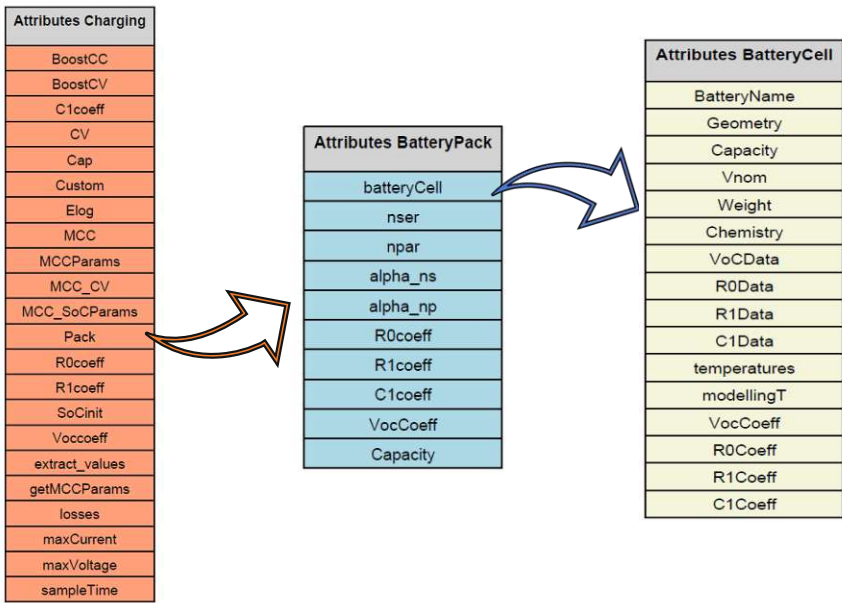 Attributes Charging
BoostCC
BoostCV
C1coeff
CV
Cap
Custom
Elog
MCC
MCCParams
MCC_CV
MCC_SoCParams
Pack
R0coeff
R1coeff
SoCinit
Voccoeff
extract_values
getMCCParams
losses
maxCurrent
maxVoltage
sampleTime
Attributes BatteryPack
batteryCell
nser
npar
alpha_ns
alpha_np
R0coeff
R1coeff
C1coeff
VocCoeff
Capacity
Attributes BatteryCell
BatteryName
Geometry
Capacity
Vnom
Weight
Chemistry
VoCData
R0Data
R1Data
C1Data
temperatures
modellingT
VocCoeff
R0Coeff
R1Coeff
C1Coeff